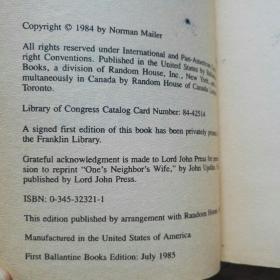 Copyright © 1984 by Norman Mailer
All rights reserved under International and Pan-American
right Conventions. Published in the United States by
Books, a division of Random House, Inc., New York,
multaneously in Canada by Random House of Canada
Toronto.
Library of Congress Catalog Card Number: 84-42514
A signed first edition of this book has been privately
the Franklin Library.
Grateful acknowledgment is made to Lord John Press for
sion to reprint "One's Neighbor's Wife," by John
published by Lord John Press.
ISBN: 0-345-32321-1
This edition published by arrangement with Random
Manufactured in the United States of America
First Ballantine Books Edition: July 1985